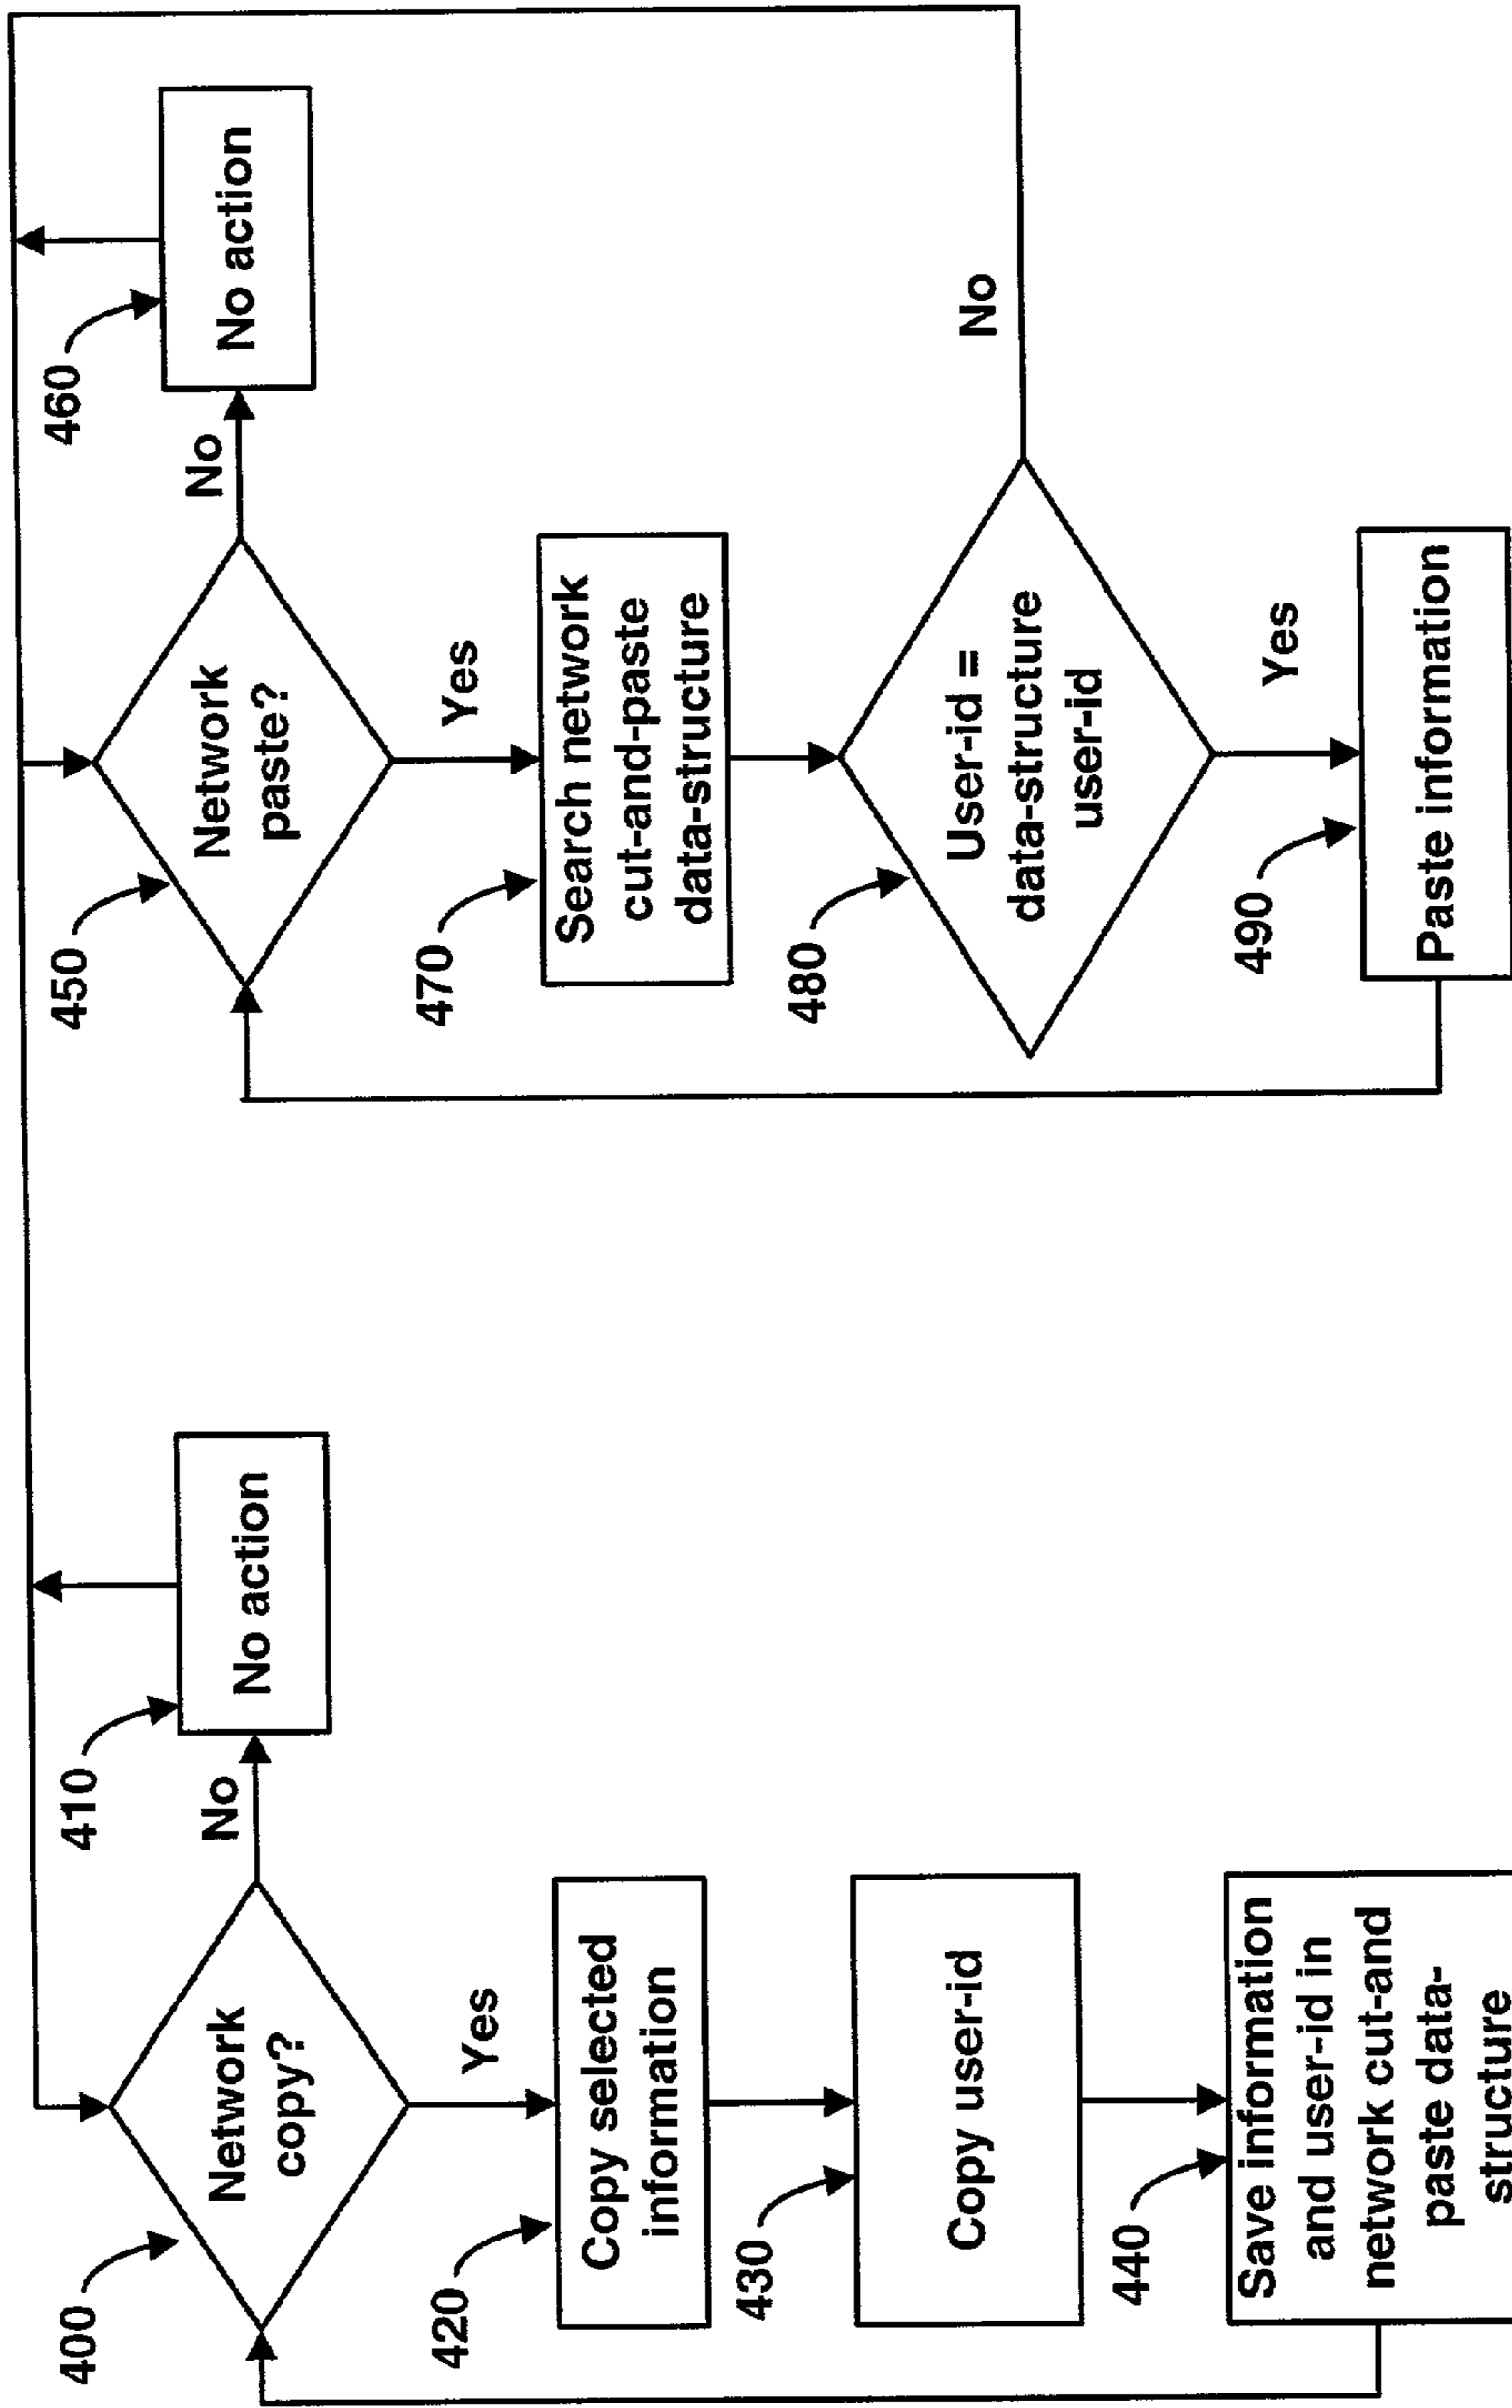 400
Network
copy?
No
410
No action
Yes
420
Copy selected
information
430
Copy user-id
440
Save information
and user-id in
network cut-and
paste data-
structure
450
Network
paste?
No
460
No action
Yes
470
Search network
cut-and-paste
data-structure
480
User-id =
data-structure
user-id
No
Yes
490
Paste information